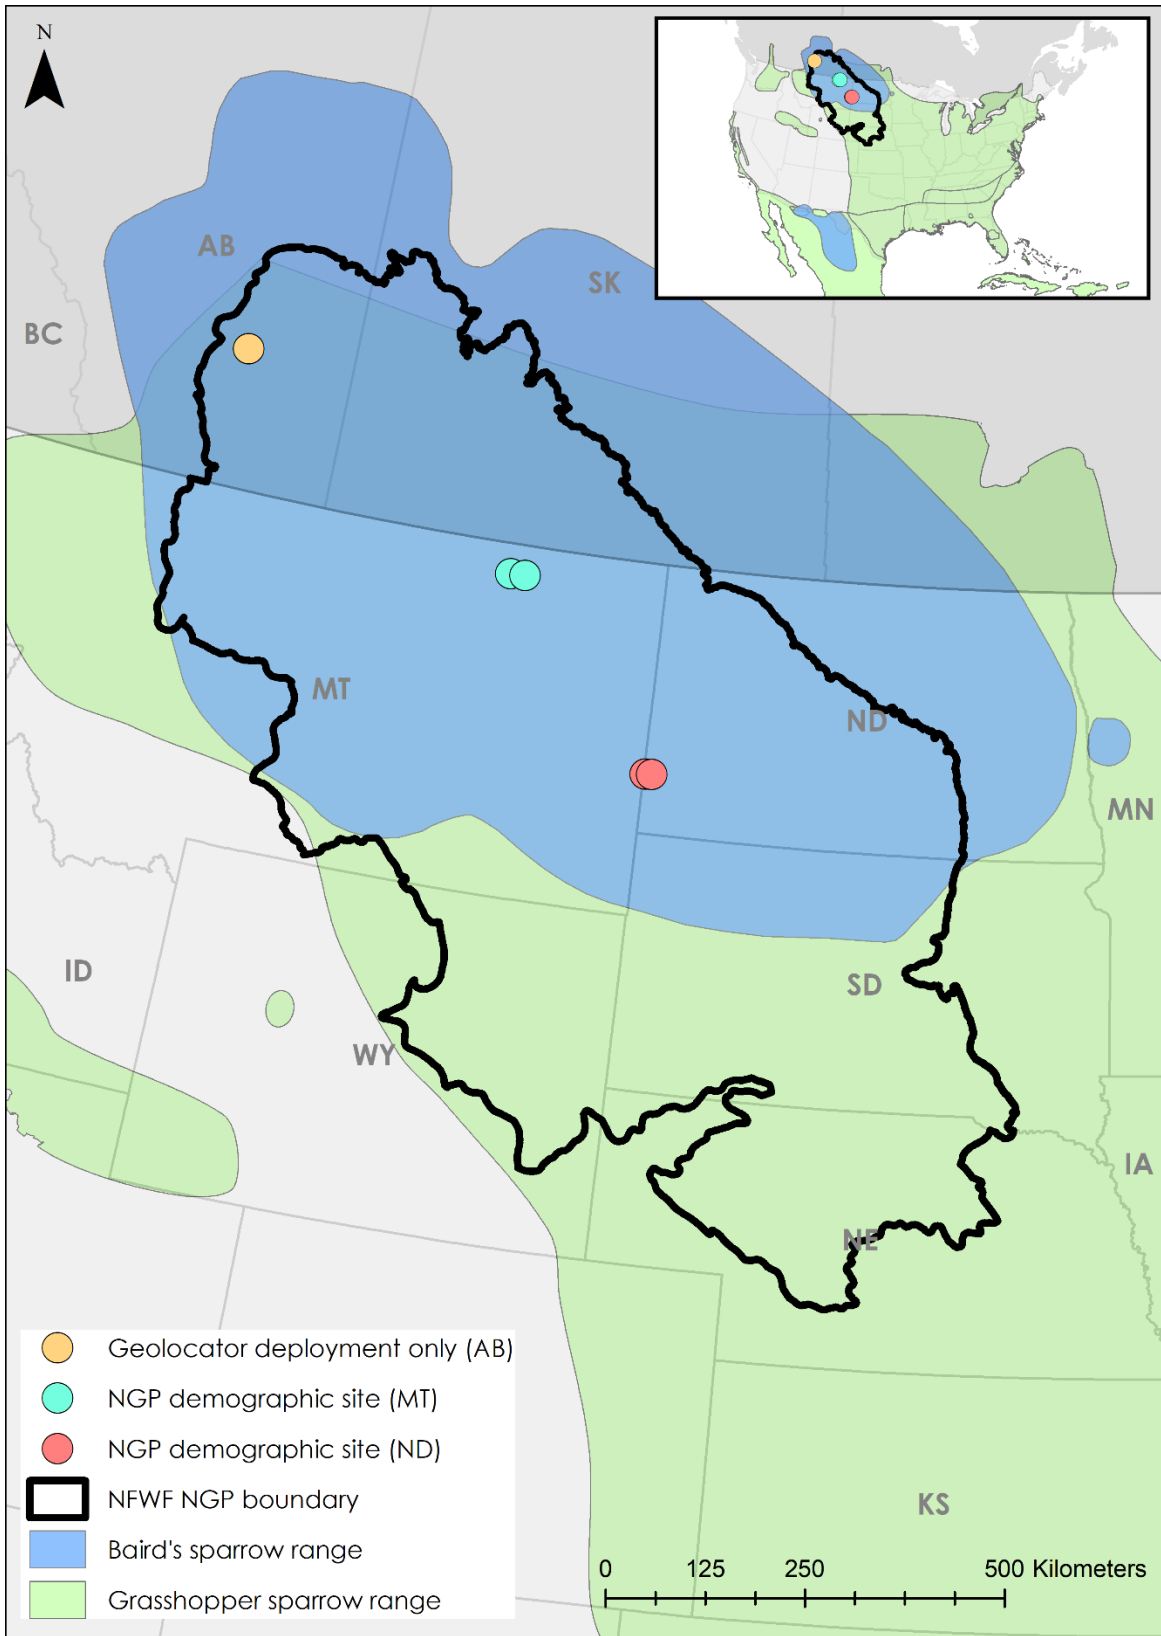 N
AB
SK
BC
MT
ND
MN
ID
SD
WY
IA
NE
KS
Geolocator deployment only (AB)
NGP demographic site (MT)
NGP demographic site (ND)
NFWF NGP boundary
Baird's sparrow range
Grasshopper sparrow range
0 125 250 500 Kilometers